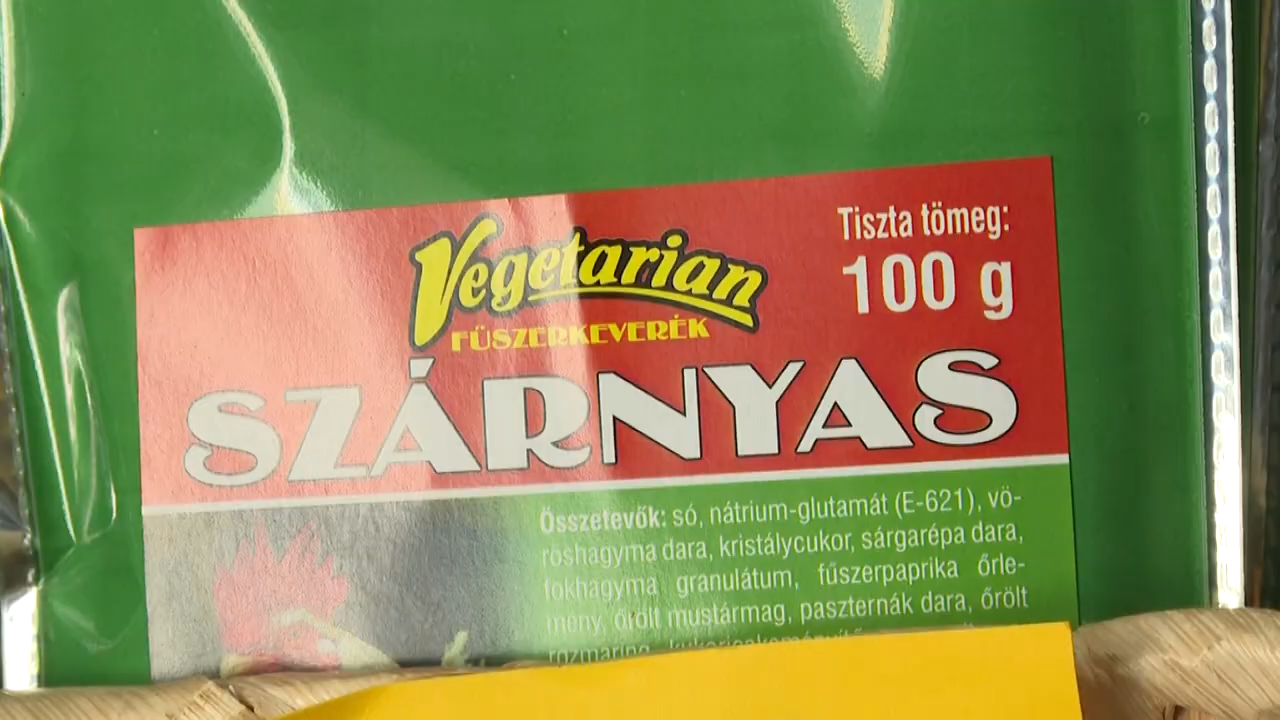 Vegetarian
FŰSZERKEVERÉK
Tiszta tömeg:
100 g
SZÁRNYAS
Összetevők: só, nátrium-glutamát (E-621), vö-
röshagyma dara, kristálycukor, sárgarépa dara,
fokhagyma granulátum, fűszerpaprika őrle-
mény, őrölt mustármag, paszternák dara, őrölt
rozmaring,